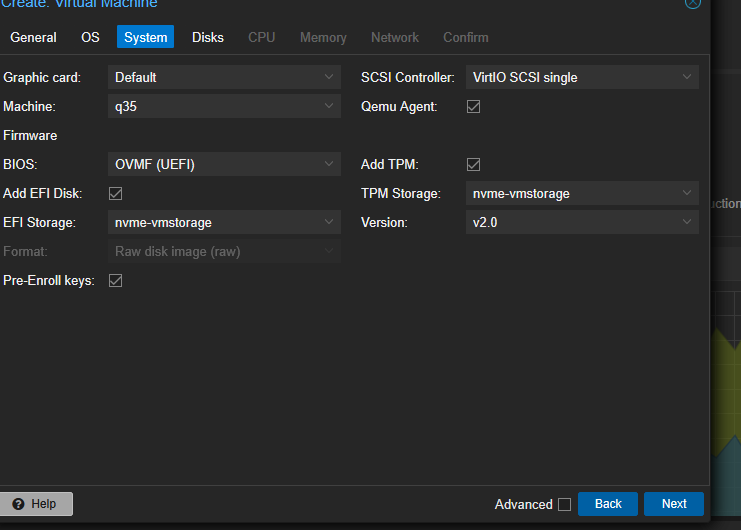 Create: Virtual Machine
General OS System Disks CPU Memory Network Confirm
Graphic card: Default SCSI Controller: VirtIO SCSI single
Machine: q35 Qemu Agent:
Firmware
BIOS: OVMF (UEFI) Add TPM:
Add EFI Disk: TPM Storage: nvme-vmstorage
EFI Storage: nvme-vmstorage Version: v2.0
Format: Raw disk image (raw)
Pre-Enroll keys:
Help Advanced Back Next